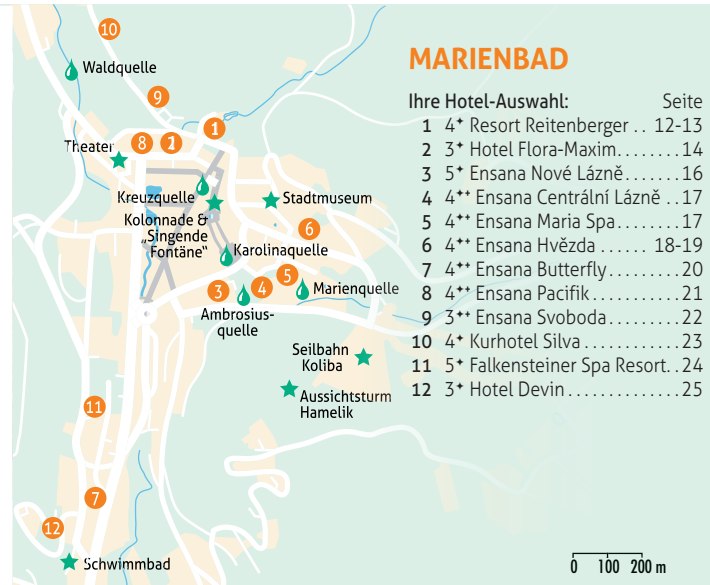 MARIENBAD
Ihre Hotel-Auswahl: Seite
1 4+ Resort Reitenberger .. 12-13
2 3+ Hotel Flora-Maxim....... 14
3 5+ Ensana Nové Lázně...... 16
4 4++ Ensana Centrální Lázně .. 17
5 4++ Ensana Maria Spa....... 17
6 4++ Ensana Hvězda ..... 18-19
7 4++ Ensana Butterfly......... 20
8 4++ Ensana Pacifik........... 21
9 3++ Ensana Svoboda......... 22
10 4+ Kurhotel Silva............ 23
11 5+ Falkensteiner Spa Resort.. 24
12 3+ Hotel Devin............. 25
10
Waldquelle
9
1
Theater
8
2
Kreuzquelle
Stadtmuseum
Kolonnade &
„Singende
Fontäne"
6
Karolinaquelle
5
3
4
Marienquelle
Ambrosius-
quelle
Seilbahn
Koliba
Aussichtsturm
Hamelik
11
7
12
Schwimmbad
0 100 200 m